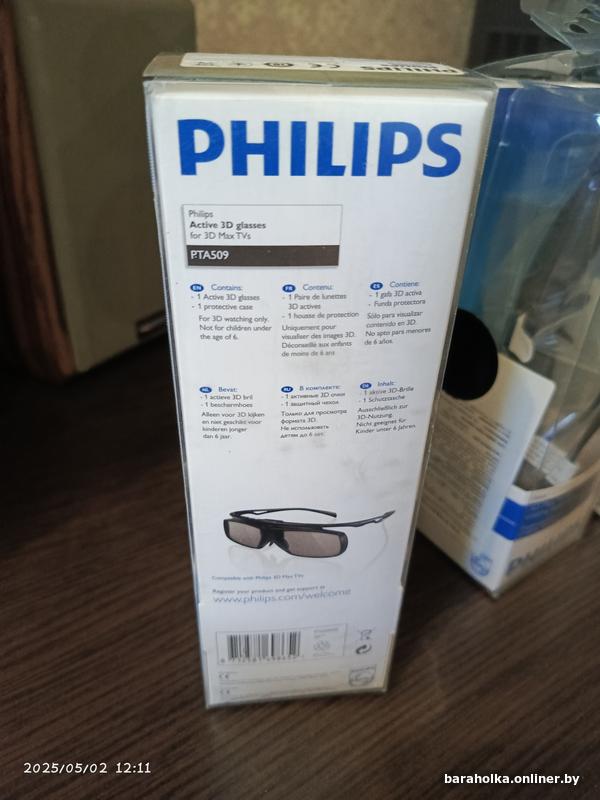 PHILIPS
PHILIPS
Philips
Active 3D glasses
for 3D Max TVs
PTA509
EN Contains:
- 1 Active 3D glasses
- 1 protective case
For 3D watching only.
Not for children under
the age of 6.
FR Contenu:
- 1 Paire de lunettes
3D actives
- 1 housse de protection
Uniquement pour
visualiser des images 3D.
Déconseillé aux enfants
de moins de 6 ans
ES Contiene:
- 1 gafa 3D activa
- Funda protectora
Sólo para visualizar
contenido en 3D.
No apto para menores
de 6 años.
NL Bevat:
- 1 actieve 3D bril
- 1 beschermhoes
Alleen voor 3D kijken
en niet geschikt voor
kinderen jonger
dan 6 jaar.
RU В комплекте:
- 1 активные 3D очки
- 1 защитный чехол
Только для просмотра
формата 3D.
Не использовать
детям до 6 лет.
Inhalt:
- 1 aktive 3D-Brille
- 1 Schutztasche
Ausschließlich zur
3D-Nutzung.
Nicht geeignet für
Kinder unter 6 Jahren.
Compatible with Philips 3D Max TVs
Register your product and get support at
www.philips.com/welcome
PHILIPS
2025/05/02 12:11
baraholka.onliner.by